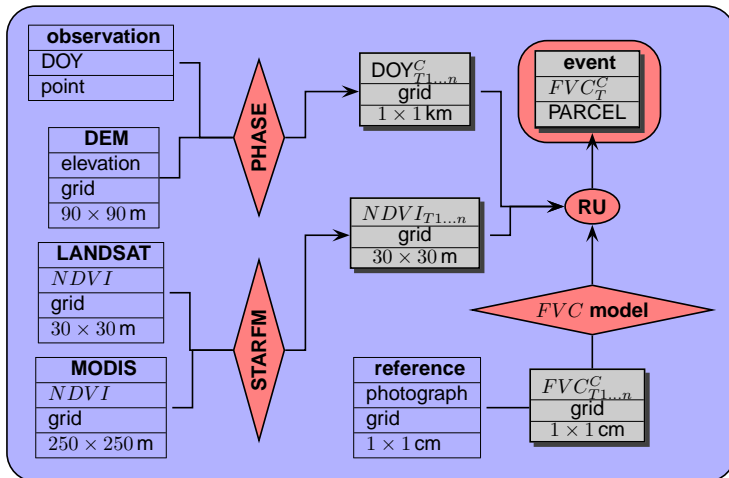 observation
DOY
point
DEM
elevation
grid
90 × 90 m
LANDSAT
NDVI
grid
30 × 30 m
MODIS
NDVI
grid
250 × 250 m
PHASE
STARFM
DOY^C_{T1...n}
grid
1 × 1 km
NDVI_{T1...n}
grid
30 × 30 m
reference
photograph
grid
1 × 1 cm
event
FVC^C_T
PARCEL
RU
FVC model
FVC^C_{T1...n}
grid
1 × 1 cm